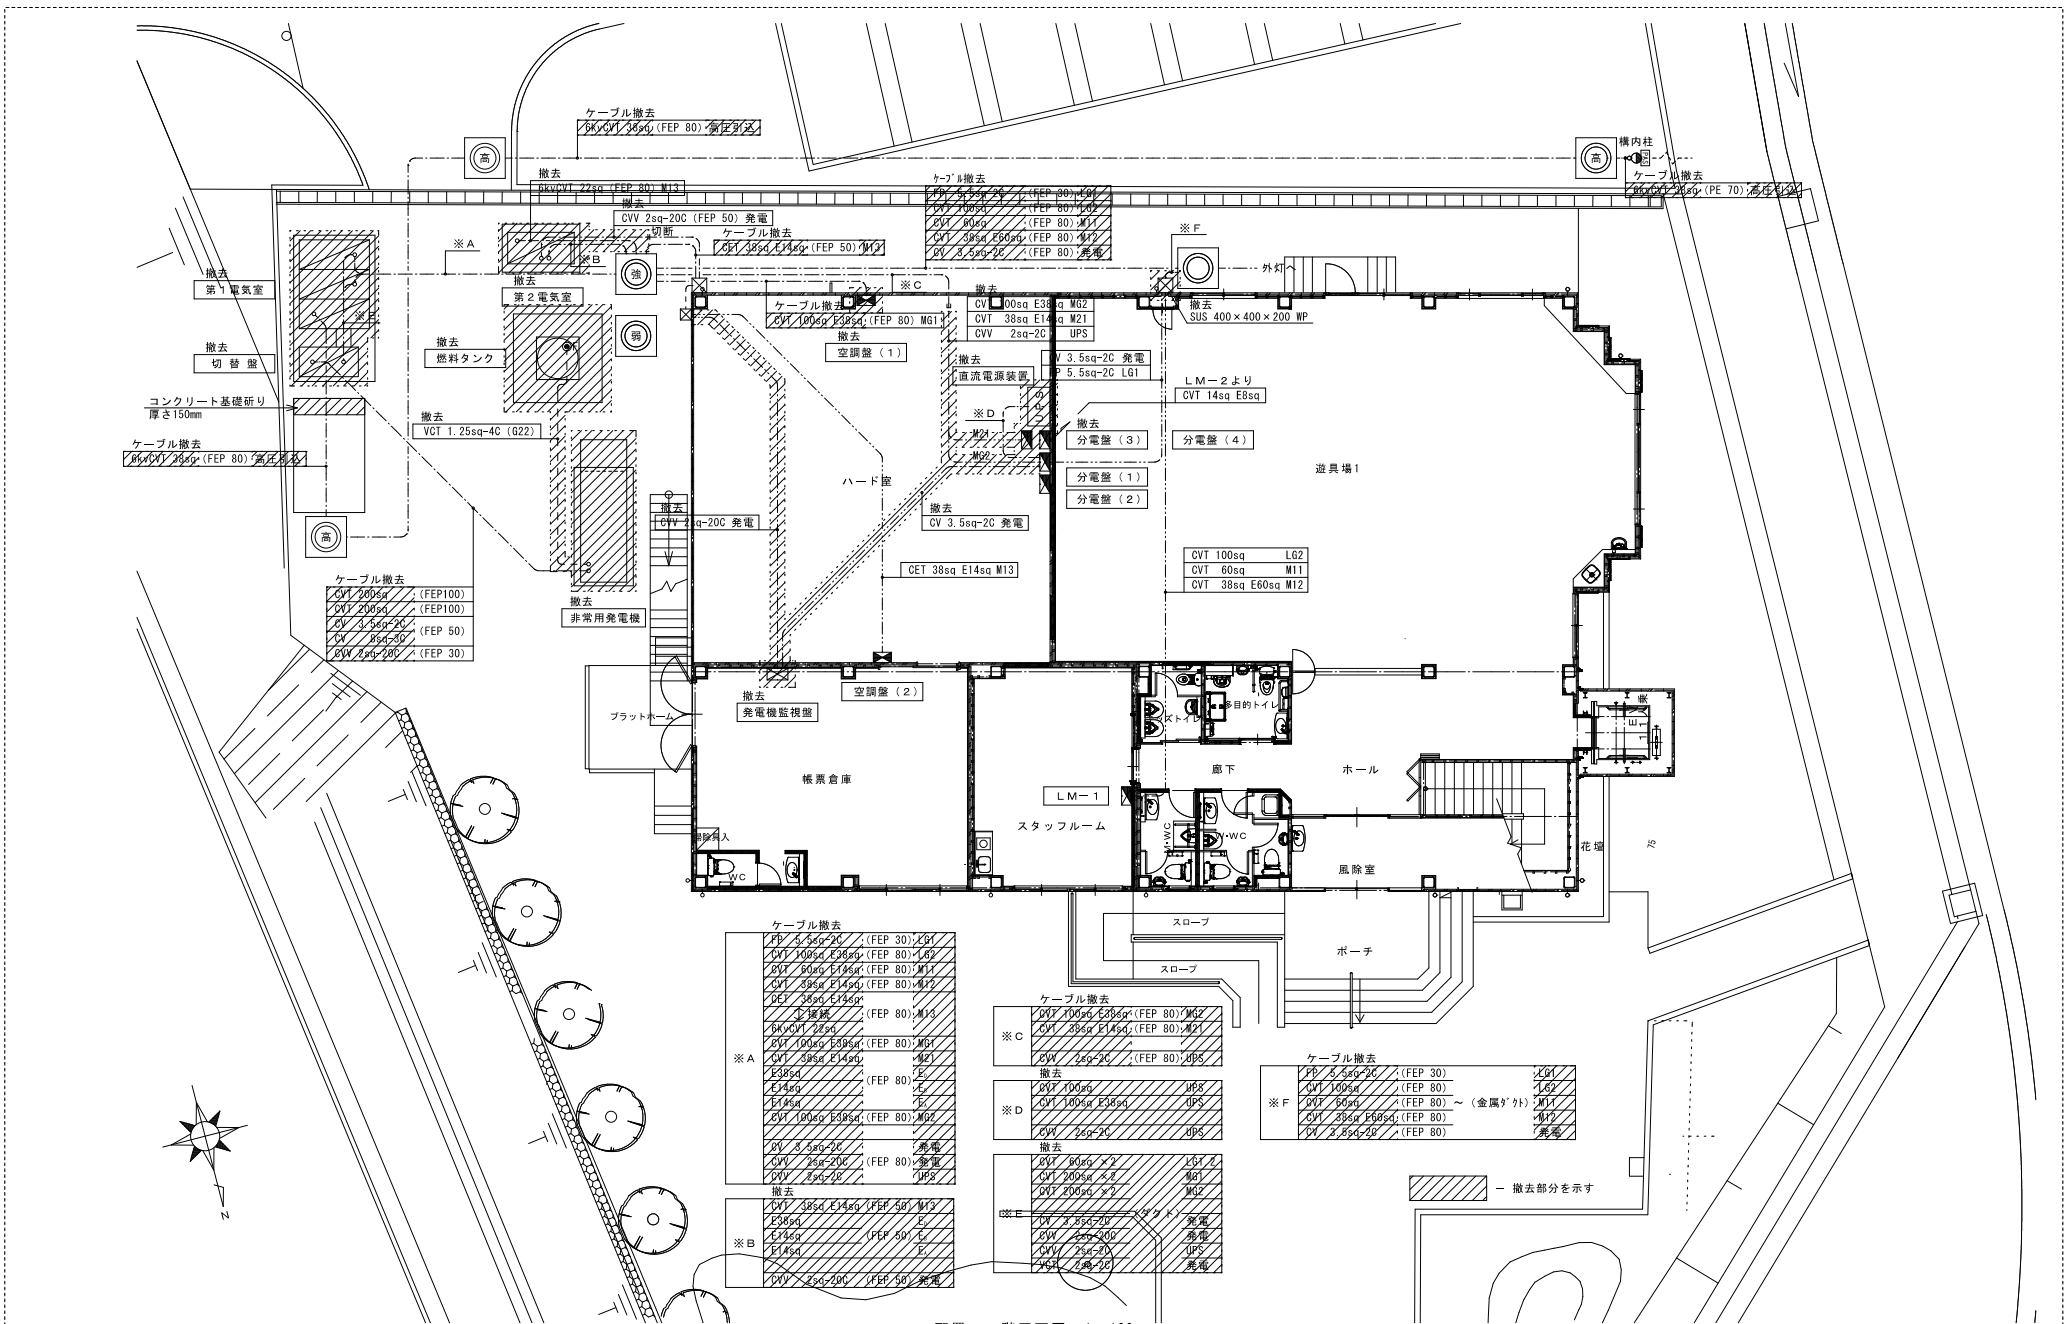 ケーブル撤去
6kvCVT 38sq (FEP 80) 高圧引込
高
高
構内柱
PAS
ケーブル撤去
6kvCVT 38sq (PE 70) 高圧引込
撤去
6kvCVT 22sq (FEP 80) M13
撤去
CVV 2sq-20C (FEP 50) 発電
切断
ケーブル撤去
CET 38sq E14sq (FEP 50) M13
ケーブル撤去
FP 5.5sq-2C (FEP 30) LG1
CVT 100sq (FEP 80) LG2
CVT 60sq (FEP 80) M11
CVT 38sq E60sq (FEP 80) M12
CV 3.5sq-2C (FEP 80) 発電
※A
※B
強
※C
※F
外灯へ
撤去
第1電気室
※E
撤去
第2電気室
弱
撤去
燃料タンク
撤去
切替盤
コンクリート基礎斫り
厚さ150mm
ケーブル撤去
6kvCVT 38sq (FEP 80) 高圧引込
高
撤去
VCT 1.25sq-4C (G22)
ケーブル撤去
CVT 100sq E38sq (FEP 80) MG1
撤去
空調盤（1）
撤去
CVT 100sq E38sq MG2
CVT 38sq E14sq M21
CVV 2sq-2C UPS
撤去
SUS 400×400×200 WP
撤去
直流電源装置
UPS
CV 3.5sq-2C 発電
FP 5.5sq-2C LG1
LM－2より
CVT 14sq E8sq
※D
M21
MG2
撤去
分電盤（3）
分電盤（4）
分電盤（1）
分電盤（2）
遊具場1
ハード室
撤去
CVV 2sq-20C 発電
撤去
CV 3.5sq-2C 発電
CET 38sq E14sq M13
CVT 100sq LG2
CVT 60sq M11
CVT 38sq E60sq M12
ケーブル撤去
CVT 200sq (FEP100)
CVT 200sq (FEP100)
CV 3.5sq-2C
CV 8sq-3C (FEP 50)
CVV 2sq-20C (FEP 30)
撤去
非常用発電機
プラットホーム
撤去
発電機監視盤
空調盤（2）
多目的トイレ
帳票倉庫
LM－1
スタッフルーム
廊下
ホール
掃除具入
WC
M・WC
W・WC
風除室
花壇
75
スロープ
スロープ
ポーチ
ケーブル撤去
※A
FP 5.5sq-2C (FEP 30) LG1
CVT 100sq E38sq (FEP 80) LG2
CVT 60sq E14sq (FEP 80) M11
CVT 38sq E14sq (FEP 80) M12
CET 38sq E14sq
接続 (FEP 80) M13
6kvCVT 22sq
CVT 100sq E38sq (FEP 80) MG1
CVT 38sq E14sq M21
E38sq
E14sq (FEP 80)
E14sq
CVT 100sq E38sq (FEP 80) MG2
CV 3.5sq-2C 発電
CVV 2sq-20C (FEP 80) 発電
CVV 2sq-2C UPS
撤去
※B
CVT 38sq E14sq (FEP 50) M13
E38sq
E14sq (FEP 50)
E14sq
CVV 2sq-20C (FEP 50) 発電
ケーブル撤去
※C
CVT 100sq E38sq (FEP 80) MG2
CVT 38sq E14sq (FEP 80) M21
CVV 2sq-2C (FEP 80) UPS
撤去
※D
CVT 100sq UPS
CVT 100sq E38sq UPS
CVV 2sq-2C UPS
撤去
※E
CVT 60sq ×2 LG1,2
CVT 200sq ×2 MG1
CVT 200sq ×2 MG2
(ダクト)
CV 3.5sq-2C 発電
CVV 2sq-20C 発電
CVV 2sq-2C UPS
VCT 2sq-2C 発電
ケーブル撤去
※F
FP 5.5sq-2C (FEP 30) LG1
CVT 100sq (FEP 80) LG2
CVT 60sq (FEP 80) ～（金属ダクト） M11
CVT 38sq E60sq (FEP 80) M12
CV 3.5sq-2C (FEP 80) 発電
－ 撤去部分を示す
N